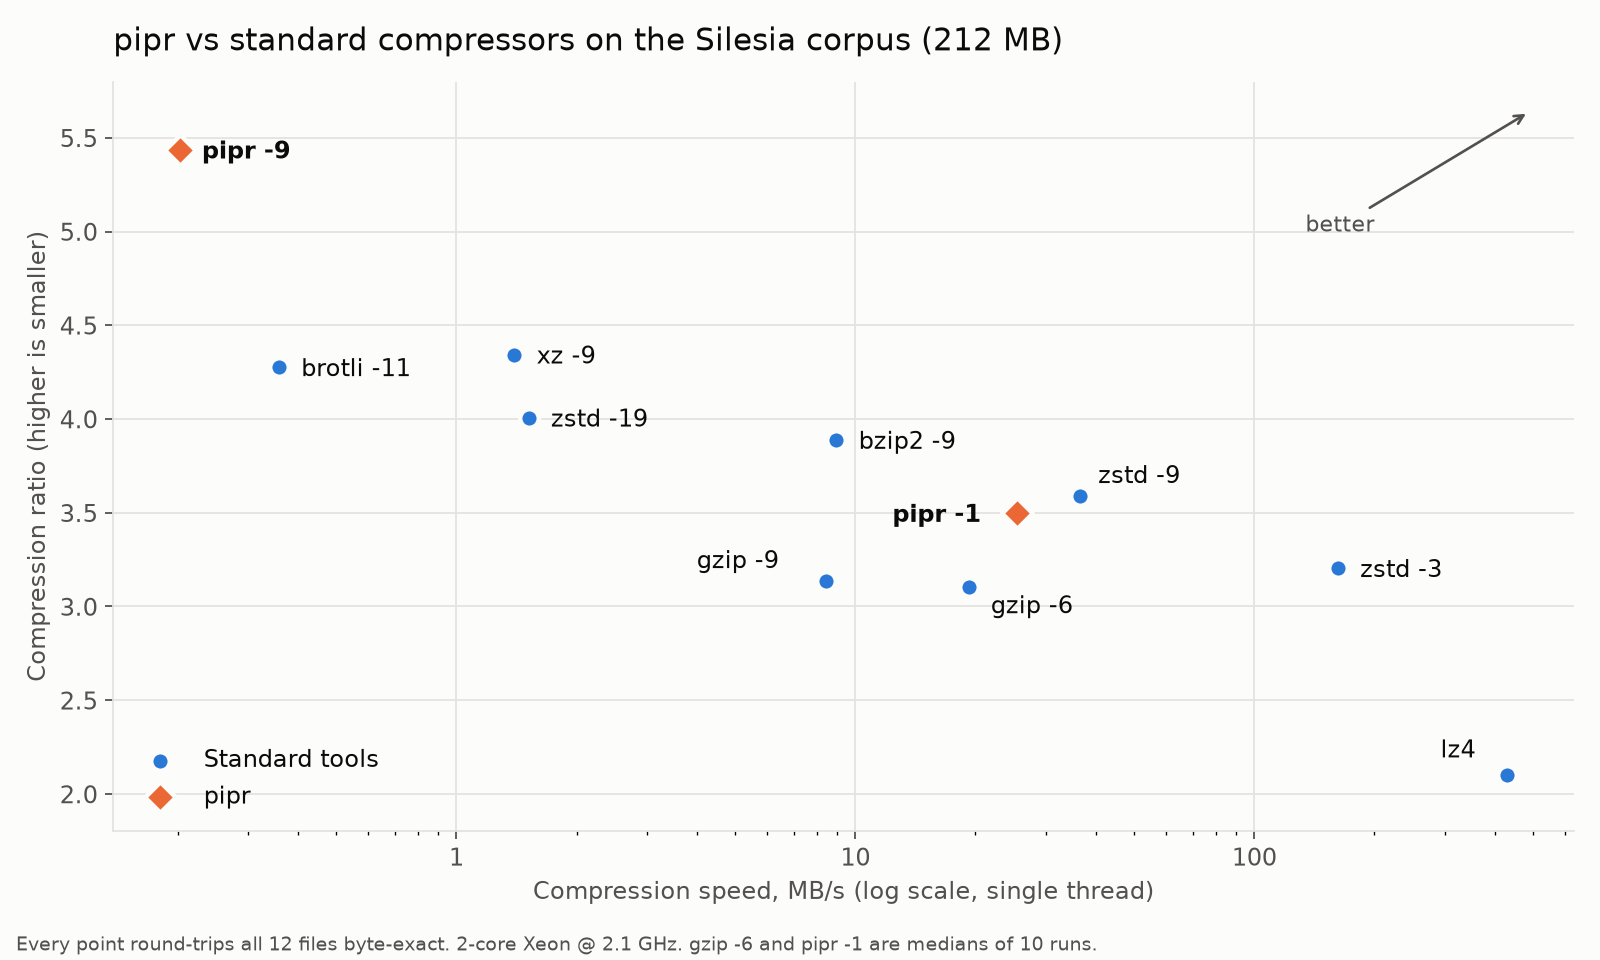 pipr vs standard compressors on the Silesia corpus (212 MB)
5.5
pipr -9
better
5.0
Compression ratio (higher is smaller)
4.5
xz -9
brotli -11
4.0
zstd -19
bzip2 -9
zstd -9
3.5
pipr -1
gzip -9
zstd -3
3.0
gzip -6
2.5
lz4
Standard tools
2.0
pipr
1
10
100
Compression speed, MB/s (log scale, single thread)
Every point round-trips all 12 files byte-exact. 2-core Xeon @ 2.1 GHz. gzip -6 and pipr -1 are medians of 10 runs.